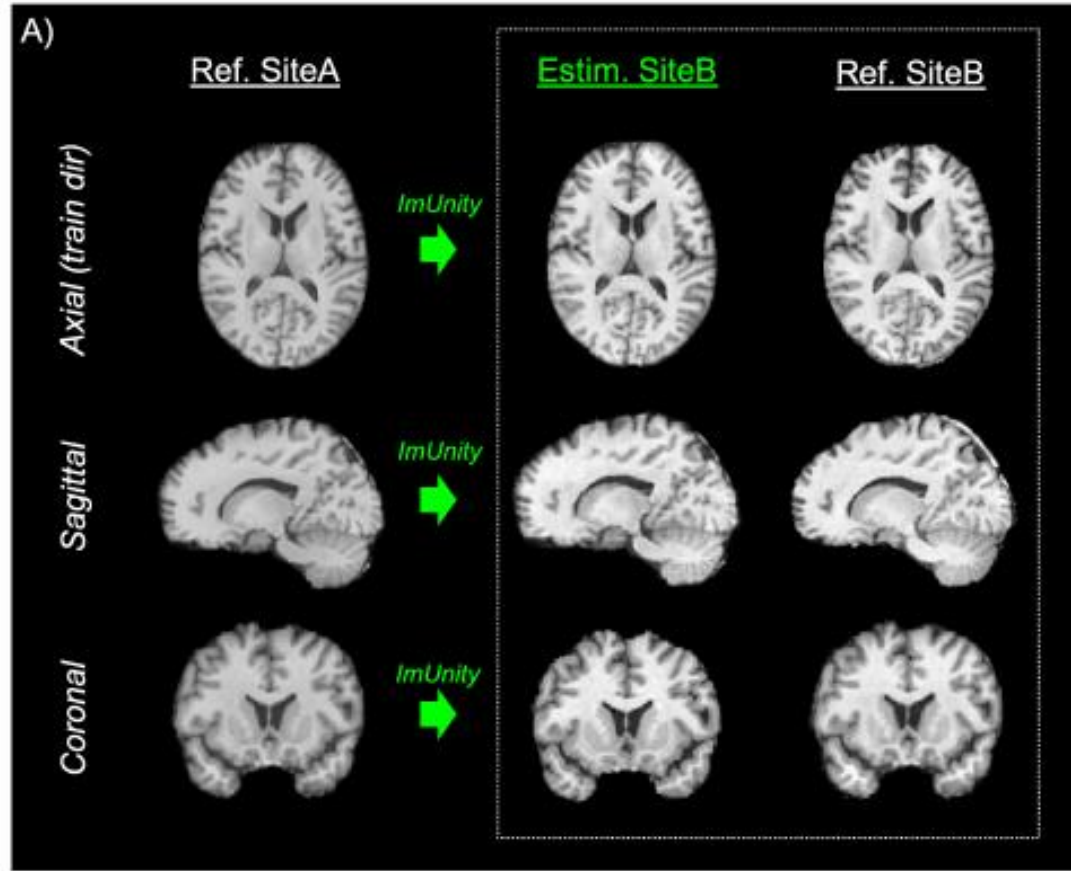 A)
Ref. SiteA
Estim. SiteB
Ref. SiteB
Axial (train dir)
ImUnity
Sagittal
ImUnity
Coronal
ImUnity